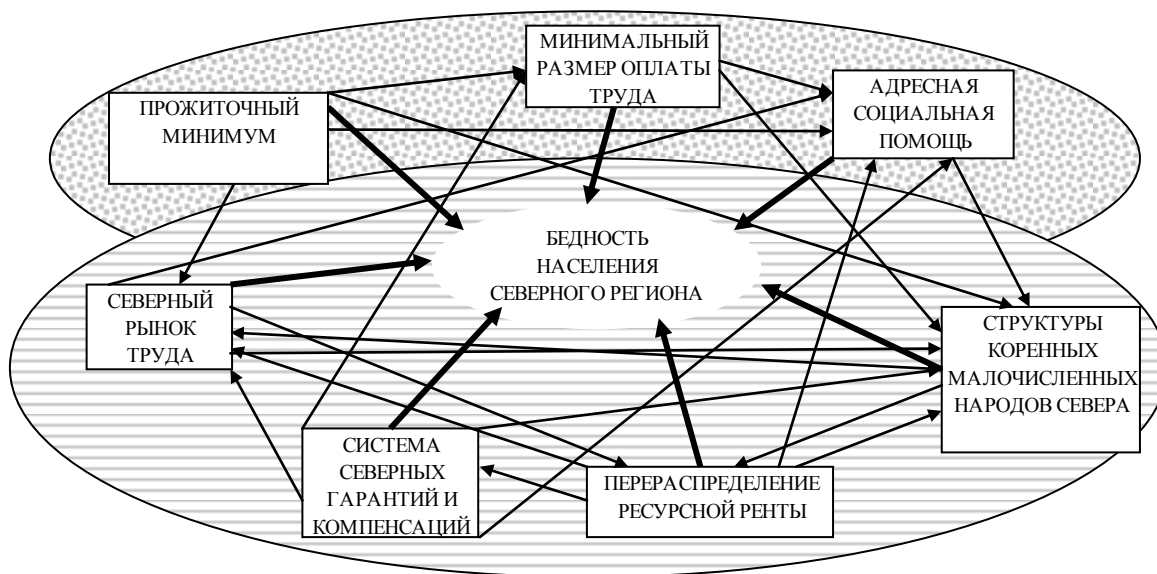 МИНИМАЛЬНЫЙ
РАЗМЕР ОПЛАТЫ
ТРУДА
ПРОЖИТОЧНЫЙ
МИНИМУМ
АДРЕСНАЯ
СОЦИАЛЬНАЯ
ПОМОЩЬ
БЕДНОСТЬ
НАСЕЛЕНИЯ
СЕВЕРНОГО РЕГИОНА
СЕВЕРНЫЙ
РЫНОК
ТРУДА
СТРУКТУРЫ
КОРЕННЫХ
МАЛОЧИСЛЕННЫХ
НАРОДОВ СЕВЕРА
СИСТЕМА
СЕВЕРНЫХ
ГАРАНТИЙ И
КОМПЕНСАЦИЙ
ПЕРЕРАСПРЕДЕЛЕНИЕ
РЕСУРСНОЙ РЕНТЫ